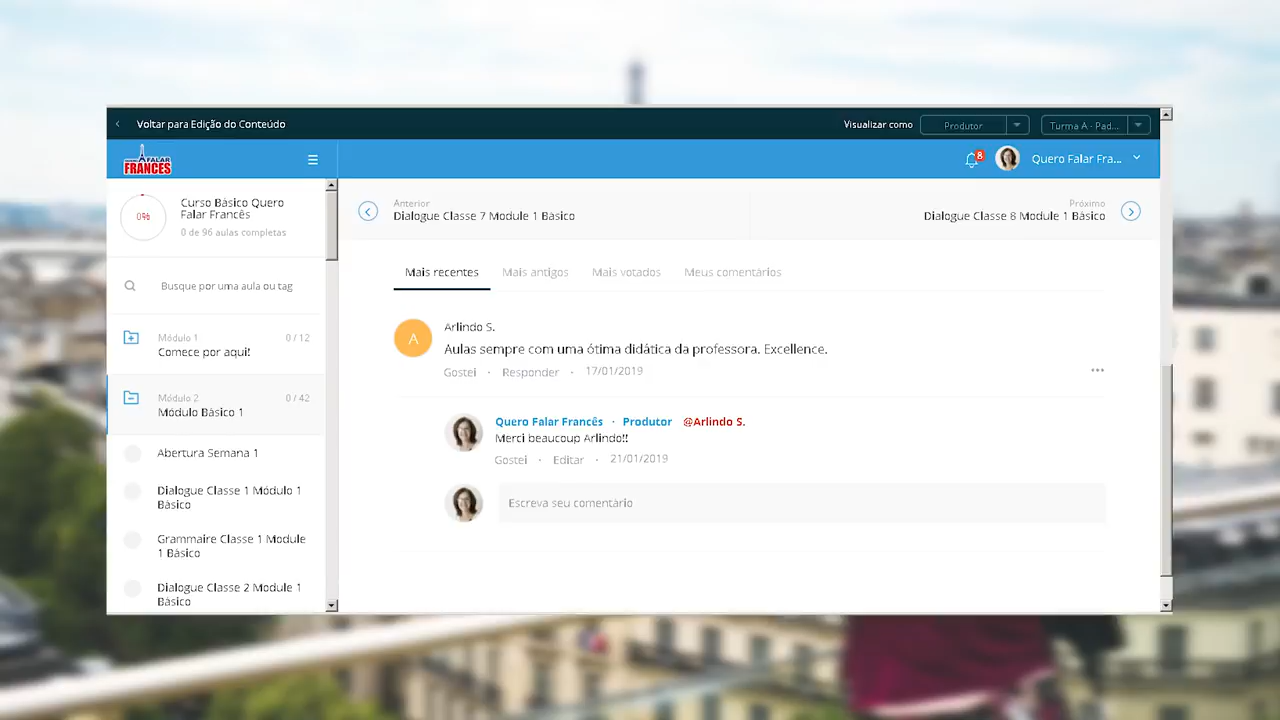 Voltar para Edição do Conteúdo
Visualizar como
Produtor
Turma A - Pad...
FALAR
FRANCES
8
Quero Falar Fra...
0%
Curso Básico Quero
Falar Francês
0 de 96 aulas completas
Anterior
Dialogue Classe 7 Module 1 Básico
Próximo
Dialogue Classe 8 Module 1 Básico
Busque por uma aula ou tag
Módulo 1
0 / 12
Comece por aqui!
Módulo 2
0 / 42
Módulo Básico 1
Abertura Semana 1
Dialogue Classe 1 Módulo 1
Básico
Grammaire Classe 1 Module
1 Básico
Dialogue Classe 2 Module 1
Básico
Mais recentes
Mais antigos
Mais votados
Meus comentários
A
Arlindo S.
Aulas sempre com uma ótima didática da professora. Excellence.
Gostei · Responder · 17/01/2019
Quero Falar Francês · Produtor @Arlindo S.
Merci beaucoup Arlindo!!
Gostei · Editar · 21/01/2019
Escreva seu comentário